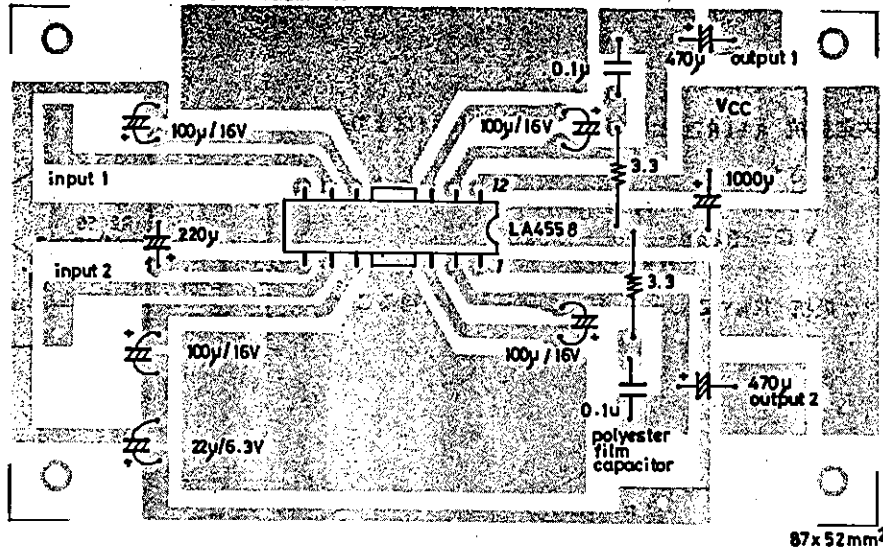 470µ
output 1
0.1µ
VCC
100µ/16V
100µ/16V
3.3
1000µ
input 1
12
220µ
LA4558
input 2
1
3.3
100µ/16V
100µ/16V
470µ
output 2
0.1u
polyester
film
capacitor
22µ/6.3V
87x52mm²